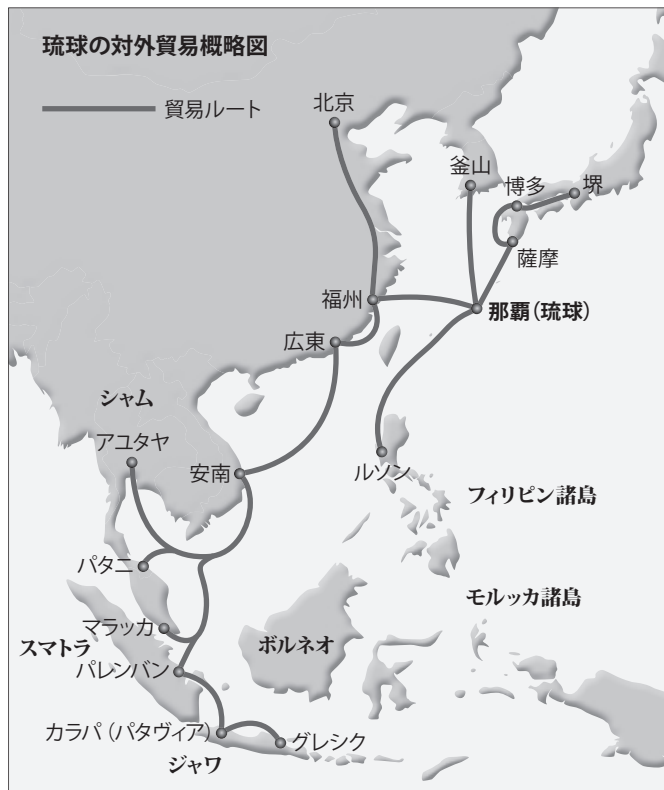 琉球の対外貿易概略図
貿易ルート
北京
釜山
博多
堺
薩摩
福州
那覇(琉球)
広東
シャム
アユタヤ
安南
ルソン
フィリピン諸島
パタニ
モルッカ諸島
マラッカ
スマトラ
ボルネオ
パレンバン
カラパ(パタヴィア)
グレシク
ジャワ